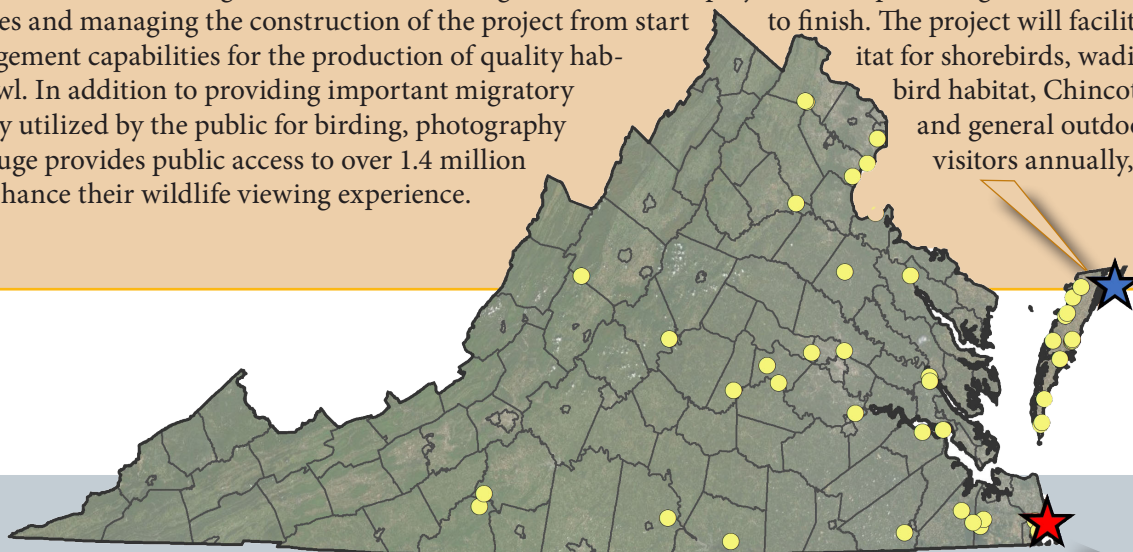 es and managing the construction of the project from start to finish. The project will facilit
gement capabilities for the production of quality hab- itat for shorebirds, wadi
wl. In addition to providing important migratory bird habitat, Chincot
y utilized by the public for birding, photography and general outdoo
uge provides public access to over 1.4 million visitors annually,
hance their wildlife viewing experience.